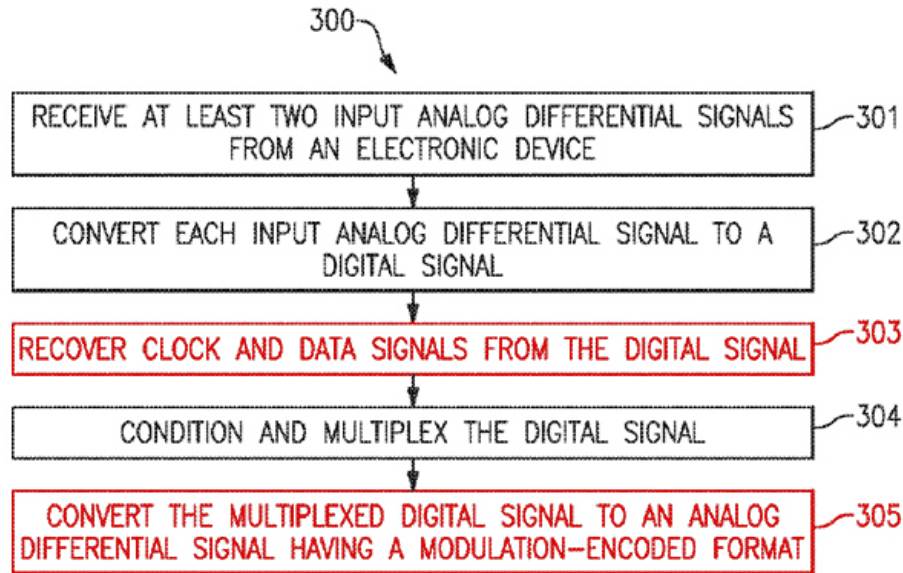 300
RECEIVE AT LEAST TWO INPUT ANALOG DIFFERENTIAL SIGNALS
FROM AN ELECTRONIC DEVICE
301
CONVERT EACH INPUT ANALOG DIFFERENTIAL SIGNAL TO A
DIGITAL SIGNAL
302
RECOVER CLOCK AND DATA SIGNALS FROM THE DIGITAL SIGNAL
303
CONDITION AND MULTIPLEX THE DIGITAL SIGNAL
304
CONVERT THE MULTIPLEXED DIGITAL SIGNAL TO AN ANALOG
DIFFERENTIAL SIGNAL HAVING A MODULATION-ENCODED FORMAT
305